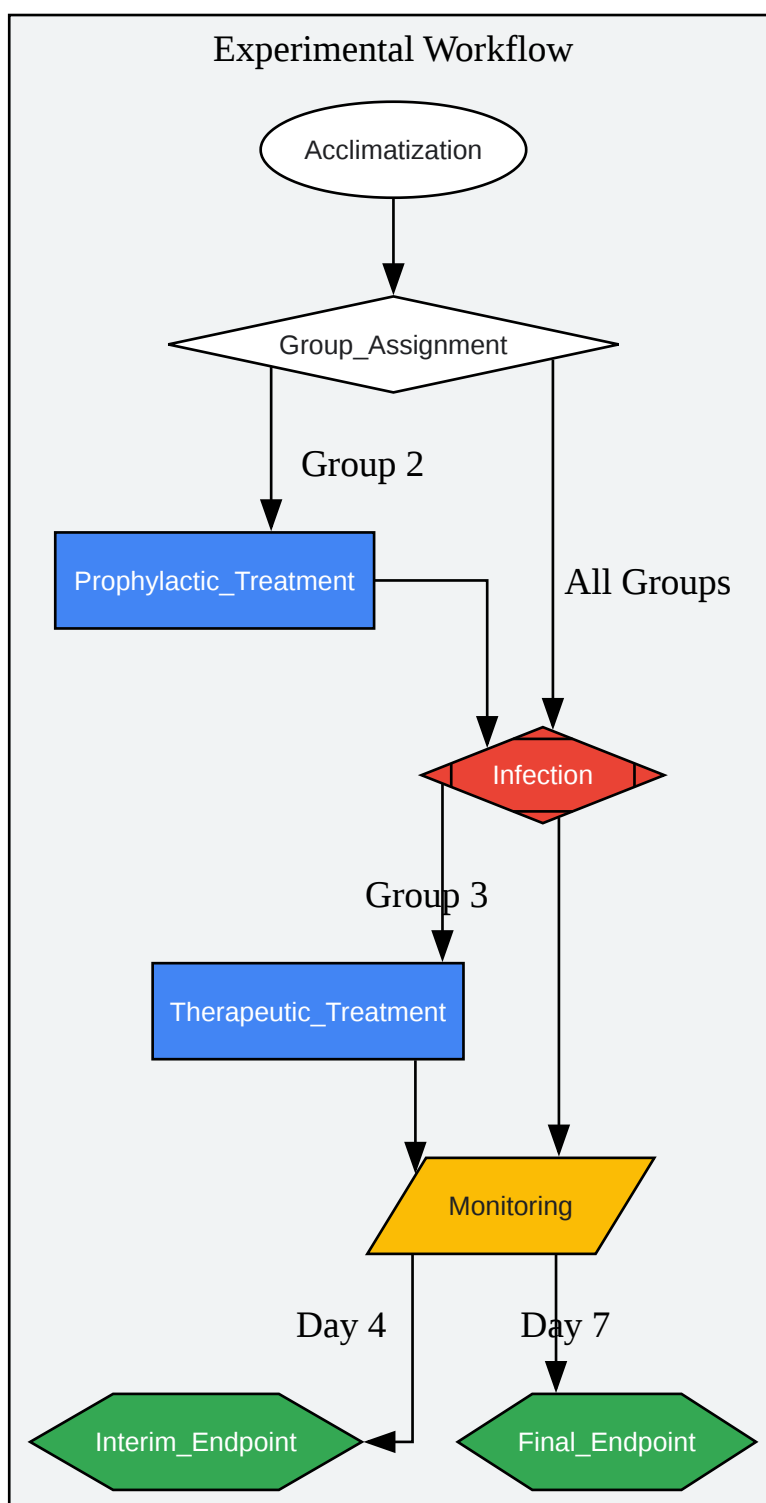 Experimental Workflow
Acclimatization
Group_Assignment
Group 2
Prophylactic_Treatment
All Groups
Infection
Group 3
Therapeutic_Treatment
Monitoring
Day 4
Day 7
Interim_Endpoint
Final_Endpoint